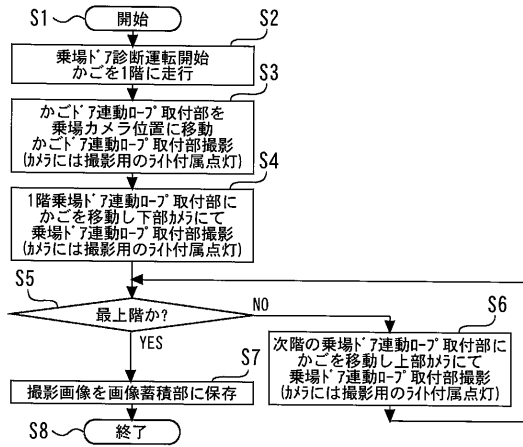 S1
開始
S2
乗場ﾄﾞｱ診断運転開始
かごを1階に走行
S3
かごﾄﾞｱ連動ﾛｰﾌﾟ取付部を
乗場カメラ位置に移動
かごﾄﾞｱ連動ﾛｰﾌﾟ取付部撮影
(ｶﾒﾗには撮影用のﾗｲﾄ付属点灯)
S4
1階乗場ﾄﾞｱ連動ﾛｰﾌﾟ取付部に
かごを移動し下部ｶﾒﾗにて
乗場ﾄﾞｱ連動ﾛｰﾌﾟ取付部撮影
(ｶﾒﾗには撮影用のﾗｲﾄ付属点灯)
S5
最上階か?
NO
YES
S6
次階の乗場ﾄﾞｱ連動ﾛｰﾌﾟ取付部に
かごを移動し上部ｶﾒﾗにて
乗場ﾄﾞｱ連動ﾛｰﾌﾟ取付部撮影
(ｶﾒﾗには撮影用のﾗｲﾄ付属点灯)
S7
撮影画像を画像蓄積部に保存
S8
終了